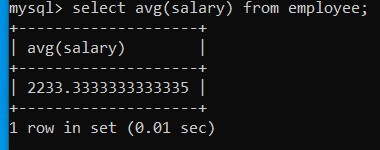 mysql> select avg(salary) from employee;
+--------------------+
| avg(salary)        |
+--------------------+
| 2233.3333333333335 |
+--------------------+
1 row in set (0.01 sec)